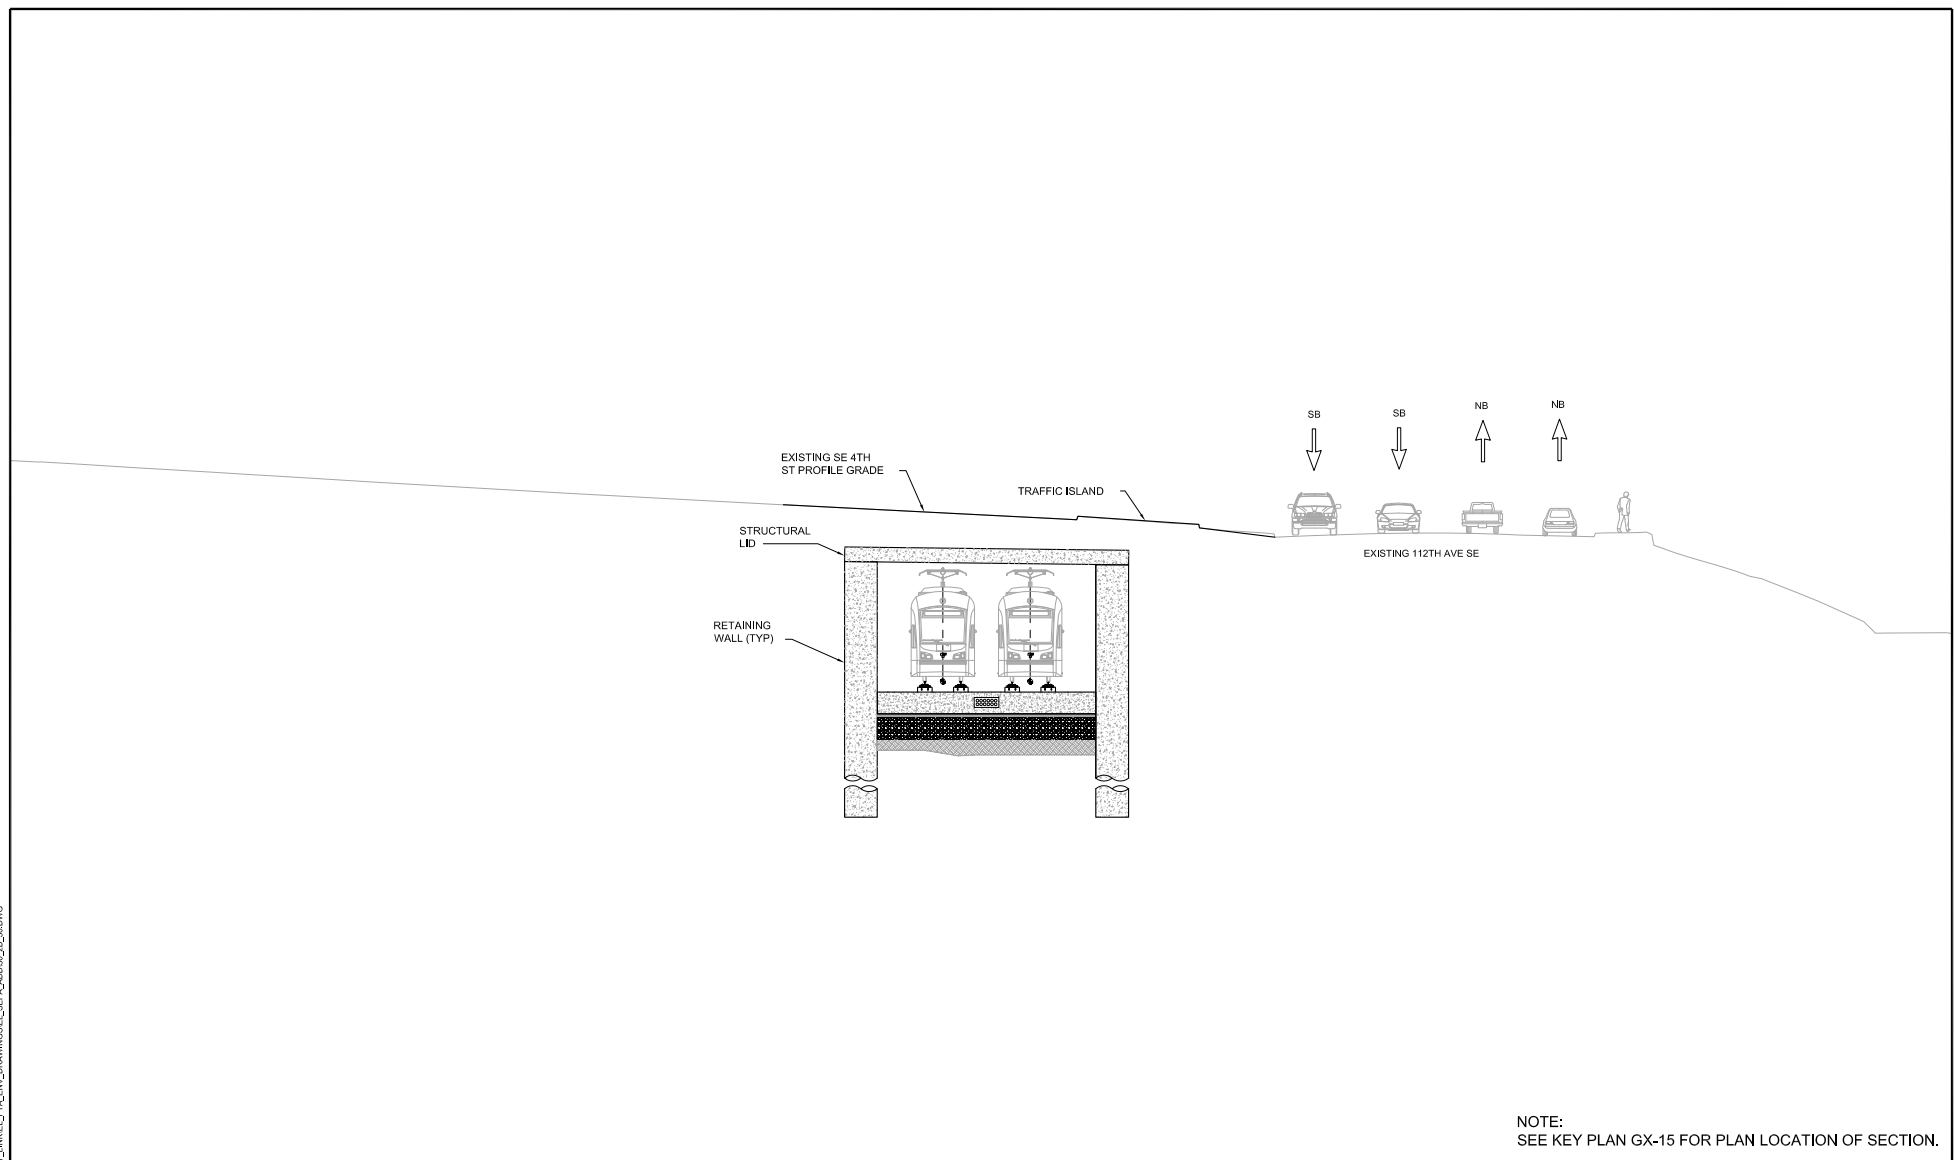 SB
SB
NB
NB
EXISTING SE 4TH
ST PROFILE GRADE
TRAFFIC ISLAND
STRUCTURAL
LID
EXISTING 112TH AVE SE
RETAINING
WALL (TYP)
NOTE:
SEE KEY PLAN GX-15 FOR PLAN LOCATION OF SECTION.